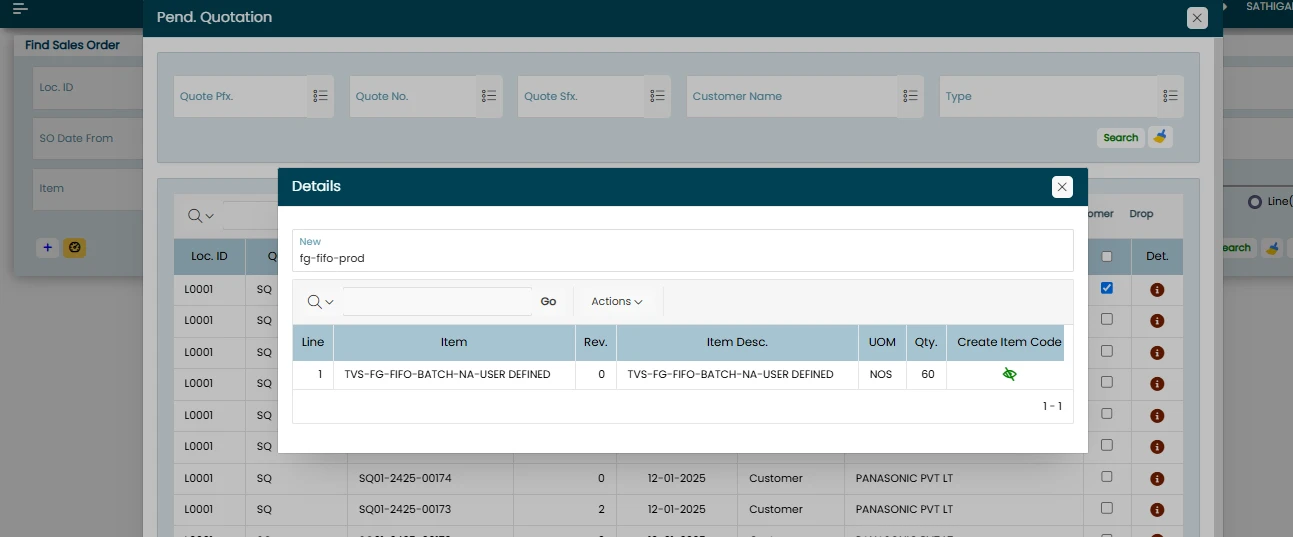 Pend. Quotation
SATHIGA
Find Sales Order
Loc. ID
SO Date From
Item
Quote Pfx.
Quote No.
Quote Sfx.
Customer Name
Type
Search
Details
New
fg-fifo-prod
Go
Actions
Line Item Rev. Item Desc. UOM Qty. Create Item Code
1 TVS-FG-FIFO-BATCH-NA-USER DEFINED 0 TVS-FG-FIFO-BATCH-NA-USER DEFINED NOS 60
1 - 1
omer Drop
Line(
earch
Loc. ID Q Det.
L0001 SQ
L0001 SQ
L0001 SQ
L0001 SQ
L0001 SQ
L0001 SQ
L0001 SQ SQ01-2425-00174 0 12-01-2025 Customer PANASONIC PVT LT
L0001 SQ SQ01-2425-00173 2 12-01-2025 Customer PANASONIC PVT LT